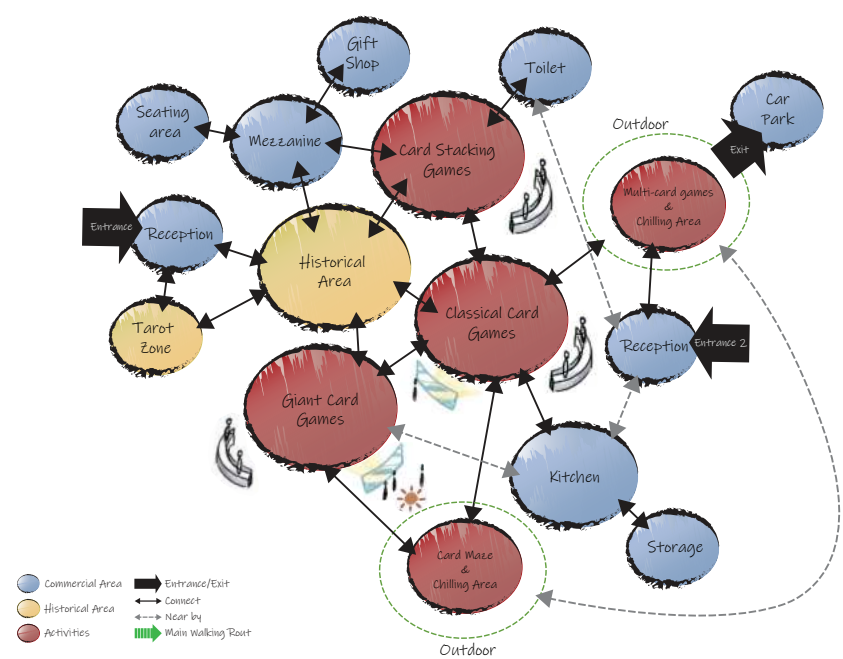 Gift
Shop
Toilet
Seating
area
Mezzanine
Card Stacking
Games
Outdoor
Car
Park
Exit
Multi-card games
&
Chilling Area
Entrance
Reception
Historical
Area
Tarot
Zone
Classical Card
Games
Reception
Entrance 2
Giant Card
Games
Kitchen
Storage
Card Maze
&
Chilling Area
Outdoor
Commercial Area
Historical Area
Activities
Entrance/Exit
Connect
Near by
Main Walking Rout